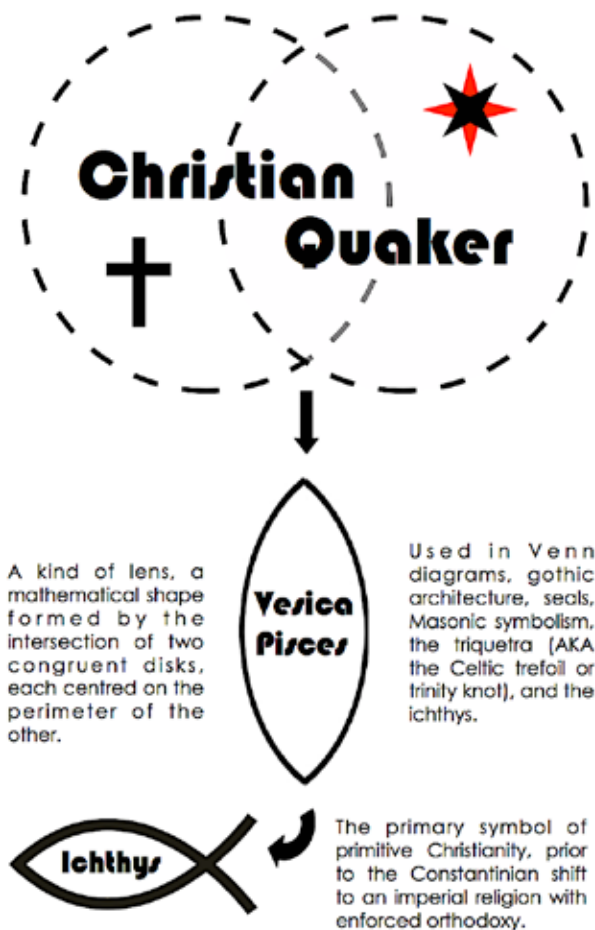 Christian
Quaker
A kind of lens, a
mathematical shape
formed by the
intersection of two
congruent disks,
each centred on the
perimeter of the
other.
Vesica
Pisces
Used in Venn
diagrams, gothic
architecture, seals,
Masonic symbolism,
the triquetra (AKA
the Celtic trefoil or
trinity knot), and the
ichthys.
Ichthys
The primary symbol of
primitive Christianity, prior
to the Constantinian shift
to an imperial religion with
enforced orthodoxy.